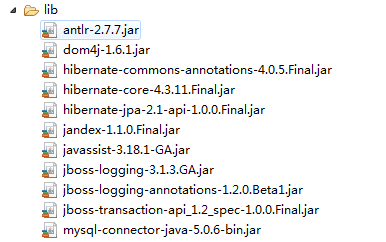 lib
antlr-2.7.7.jar
dom4j-1.6.1.jar
hibernate-commons-annotations-4.0.5.Final.jar
hibernate-core-4.3.11.Final.jar
hibernate-jpa-2.1-api-1.0.0.Final.jar
jandex-1.1.0.Final.jar
javassist-3.18.1-GA.jar
jboss-logging-3.1.3.GA.jar
jboss-logging-annotations-1.2.0.Beta1.jar
jboss-transaction-api_1.2_spec-1.0.0.Final.jar
mysql-connector-java-5.0.6-bin.jar